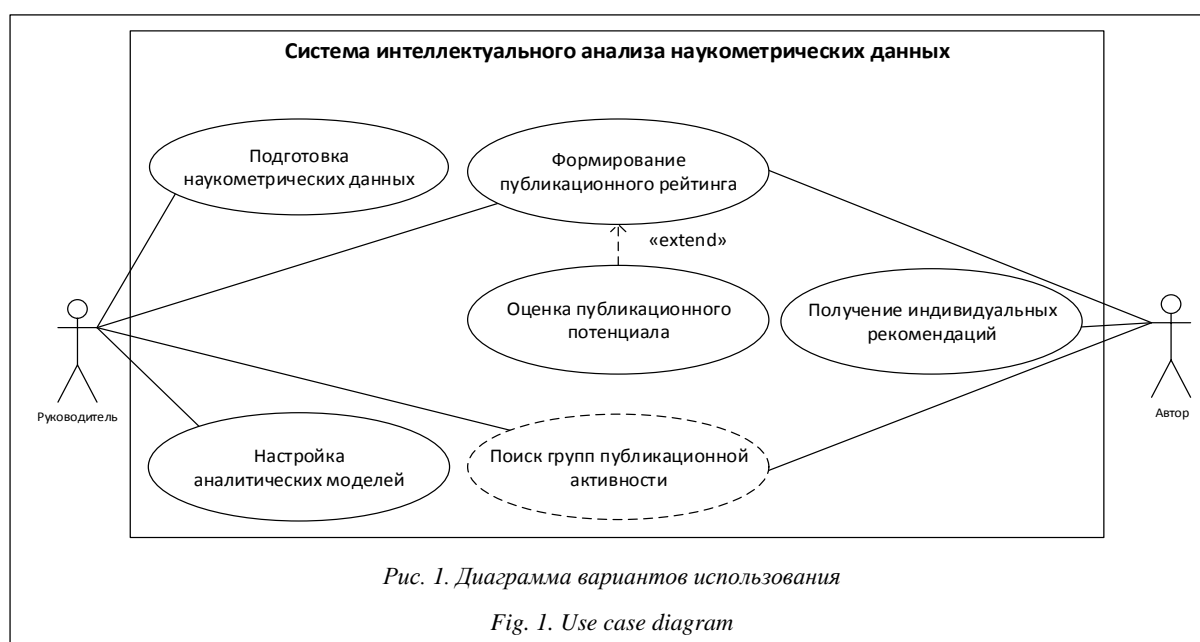 Система интеллектуального анализа наукометрических данных
Подготовка
наукометрических данных
Формирование
публикационного рейтинга
«extend»
Оценка публикационного
потенциала
Получение индивидуальных
рекомендаций
Руководитель
Автор
Настройка
аналитических моделей
Поиск групп публикационной
активности
Рис. 1. Диаграмма вариантов использования
Fig. 1. Use case diagram